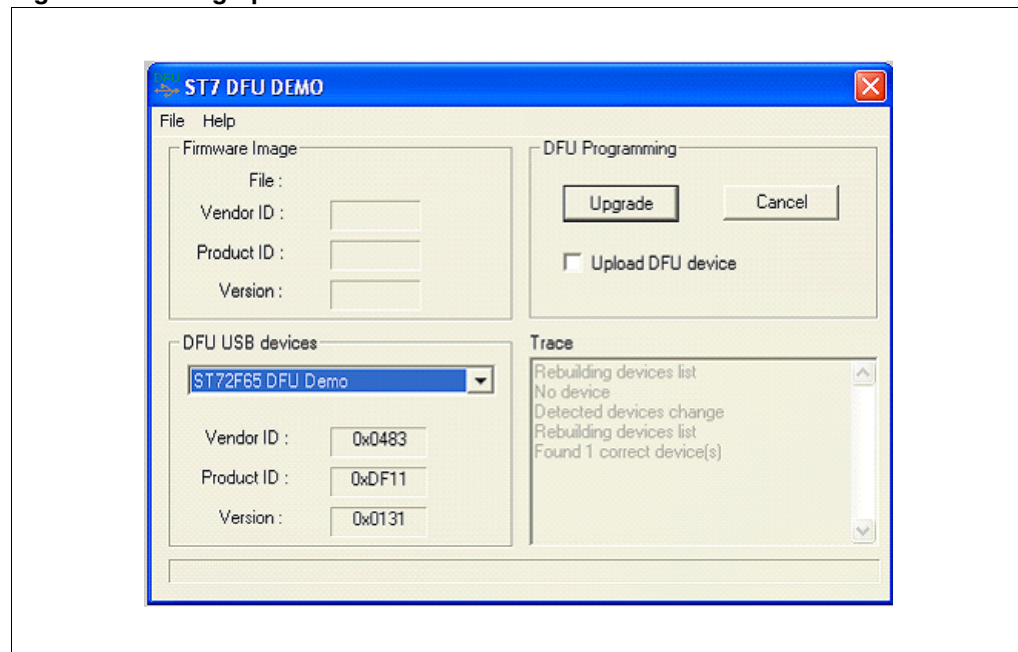 DFU
ST7 DFU DEMO
File Help
Firmware Image
File :
Vendor ID :
Product ID :
Version :
DFU Programming
Upgrade Cancel
Upload DFU device
DFU USB devices
ST72F65 DFU Demo
Vendor ID : 0x0483
Product ID : 0xDF11
Version : 0x0131
Trace
Rebuilding devices list
No device
Detected devices change
Rebuilding devices list
Found 1 correct device(s)